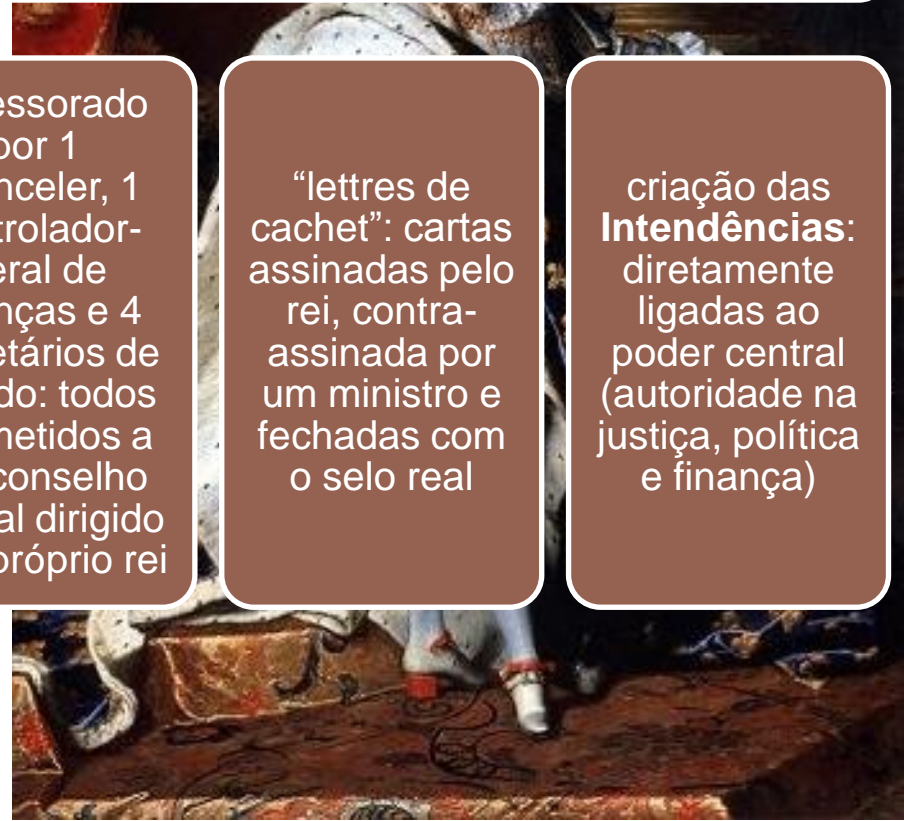 essorado
por 1
nceler, 1
trolador-
eral de
nças e 4
etários de
do: todos
metidos a
conselho
al dirigido
próprio rei
“lettres de
cachet”: cartas
assinadas pelo
rei, contra-
assinada por
um ministro e
fechadas com
o selo real
criação das
Intendências:
diretamente
ligadas ao
poder central
(autoridade na
justiça, política
e finança)